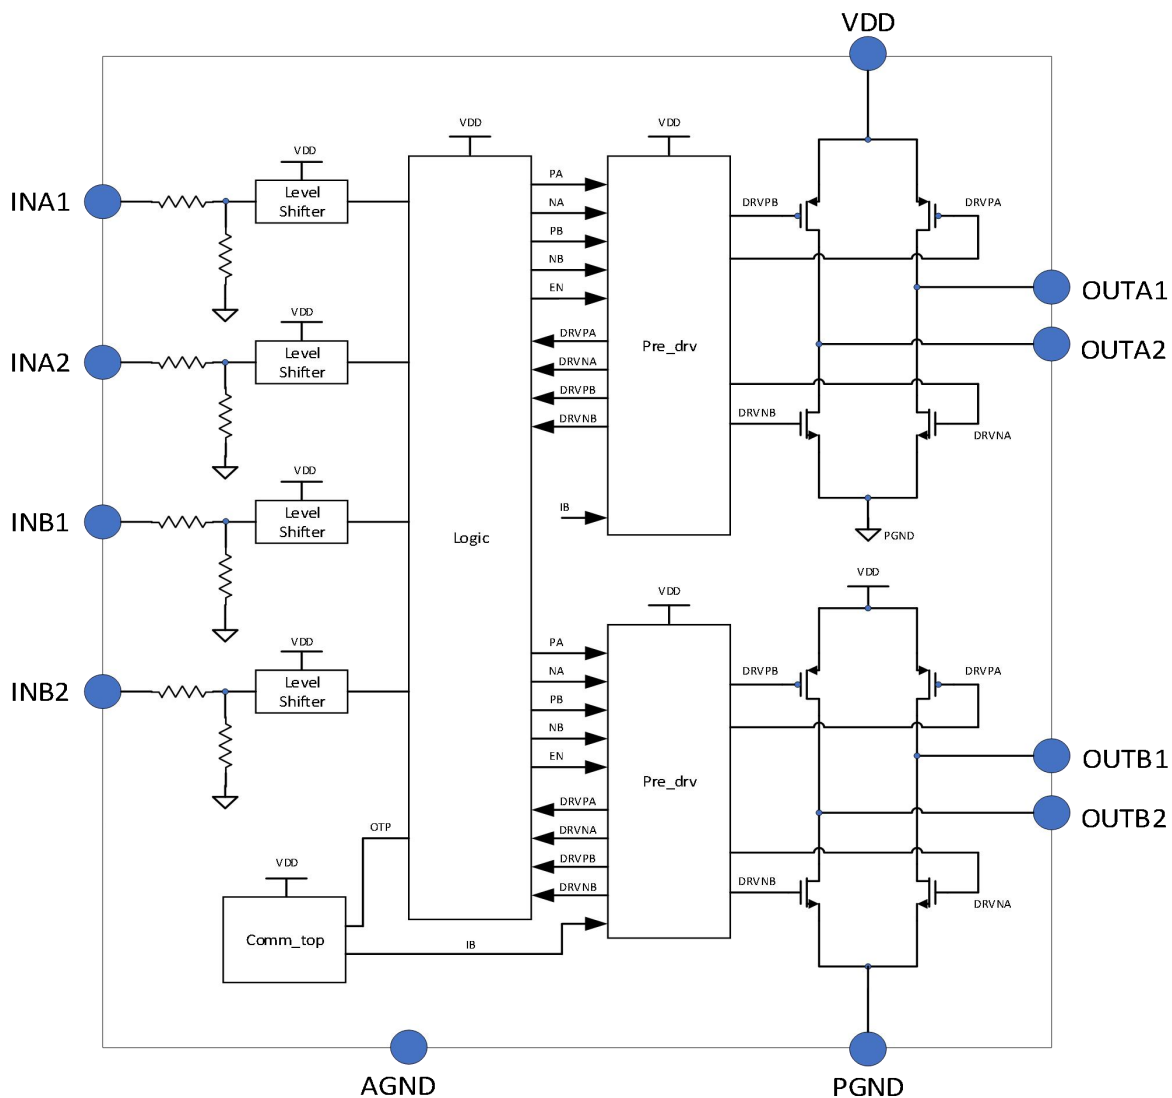 VDD
VDD
VDD
VDD
INA1
Level
Shifter
PA
NA
PB
NB
EN
DRVPB
DRVPA
OUTA1
VDD
INA2
Level
Shifter
DRVPA
DRVNA
DRVPB
DRVNB
Pre_drv
OUTA2
DRVNB
DRVNA
VDD
INB1
Level
Shifter
Logic
IB
PGND
VDD
VDD
VDD
INB2
Level
Shifter
PA
NA
PB
NB
EN
DRVPB
DRVPA
OUTB1
Pre_drv
OUTB2
OTP
DRVPA
DRVNA
DRVPB
DRVNB
DRVNB
DRVNA
VDD
Comm_top
IB
AGND
PGND